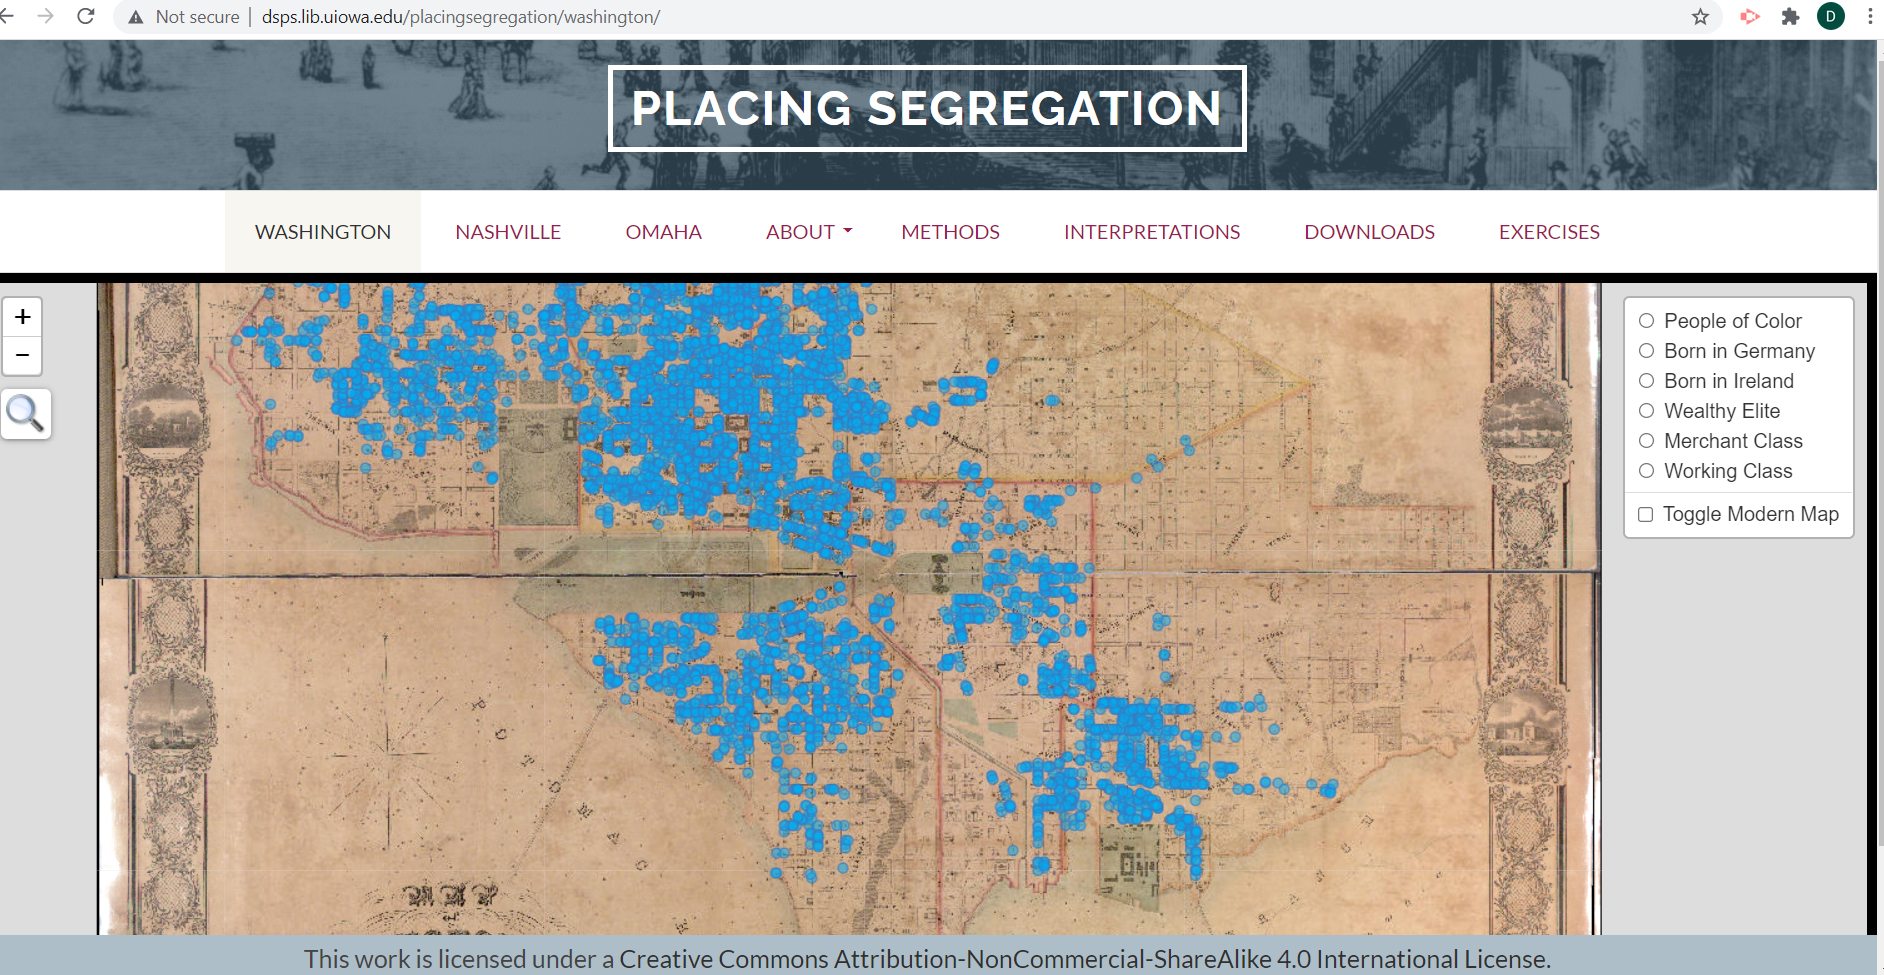 Not secure | dsps.lib.uiowa.edu/placingsegregation/washington/
D
PLACING SEGREGATION
WASHINGTON NASHVILLE OMAHA ABOUT METHODS INTERPRETATIONS DOWNLOADS EXERCISES
+
−
People of Color
Born in Germany
Born in Ireland
Wealthy Elite
Merchant Class
Working Class
Toggle Modern Map
This work is licensed under a Creative Commons Attribution-NonCommercial-ShareAlike 4.0 International License.